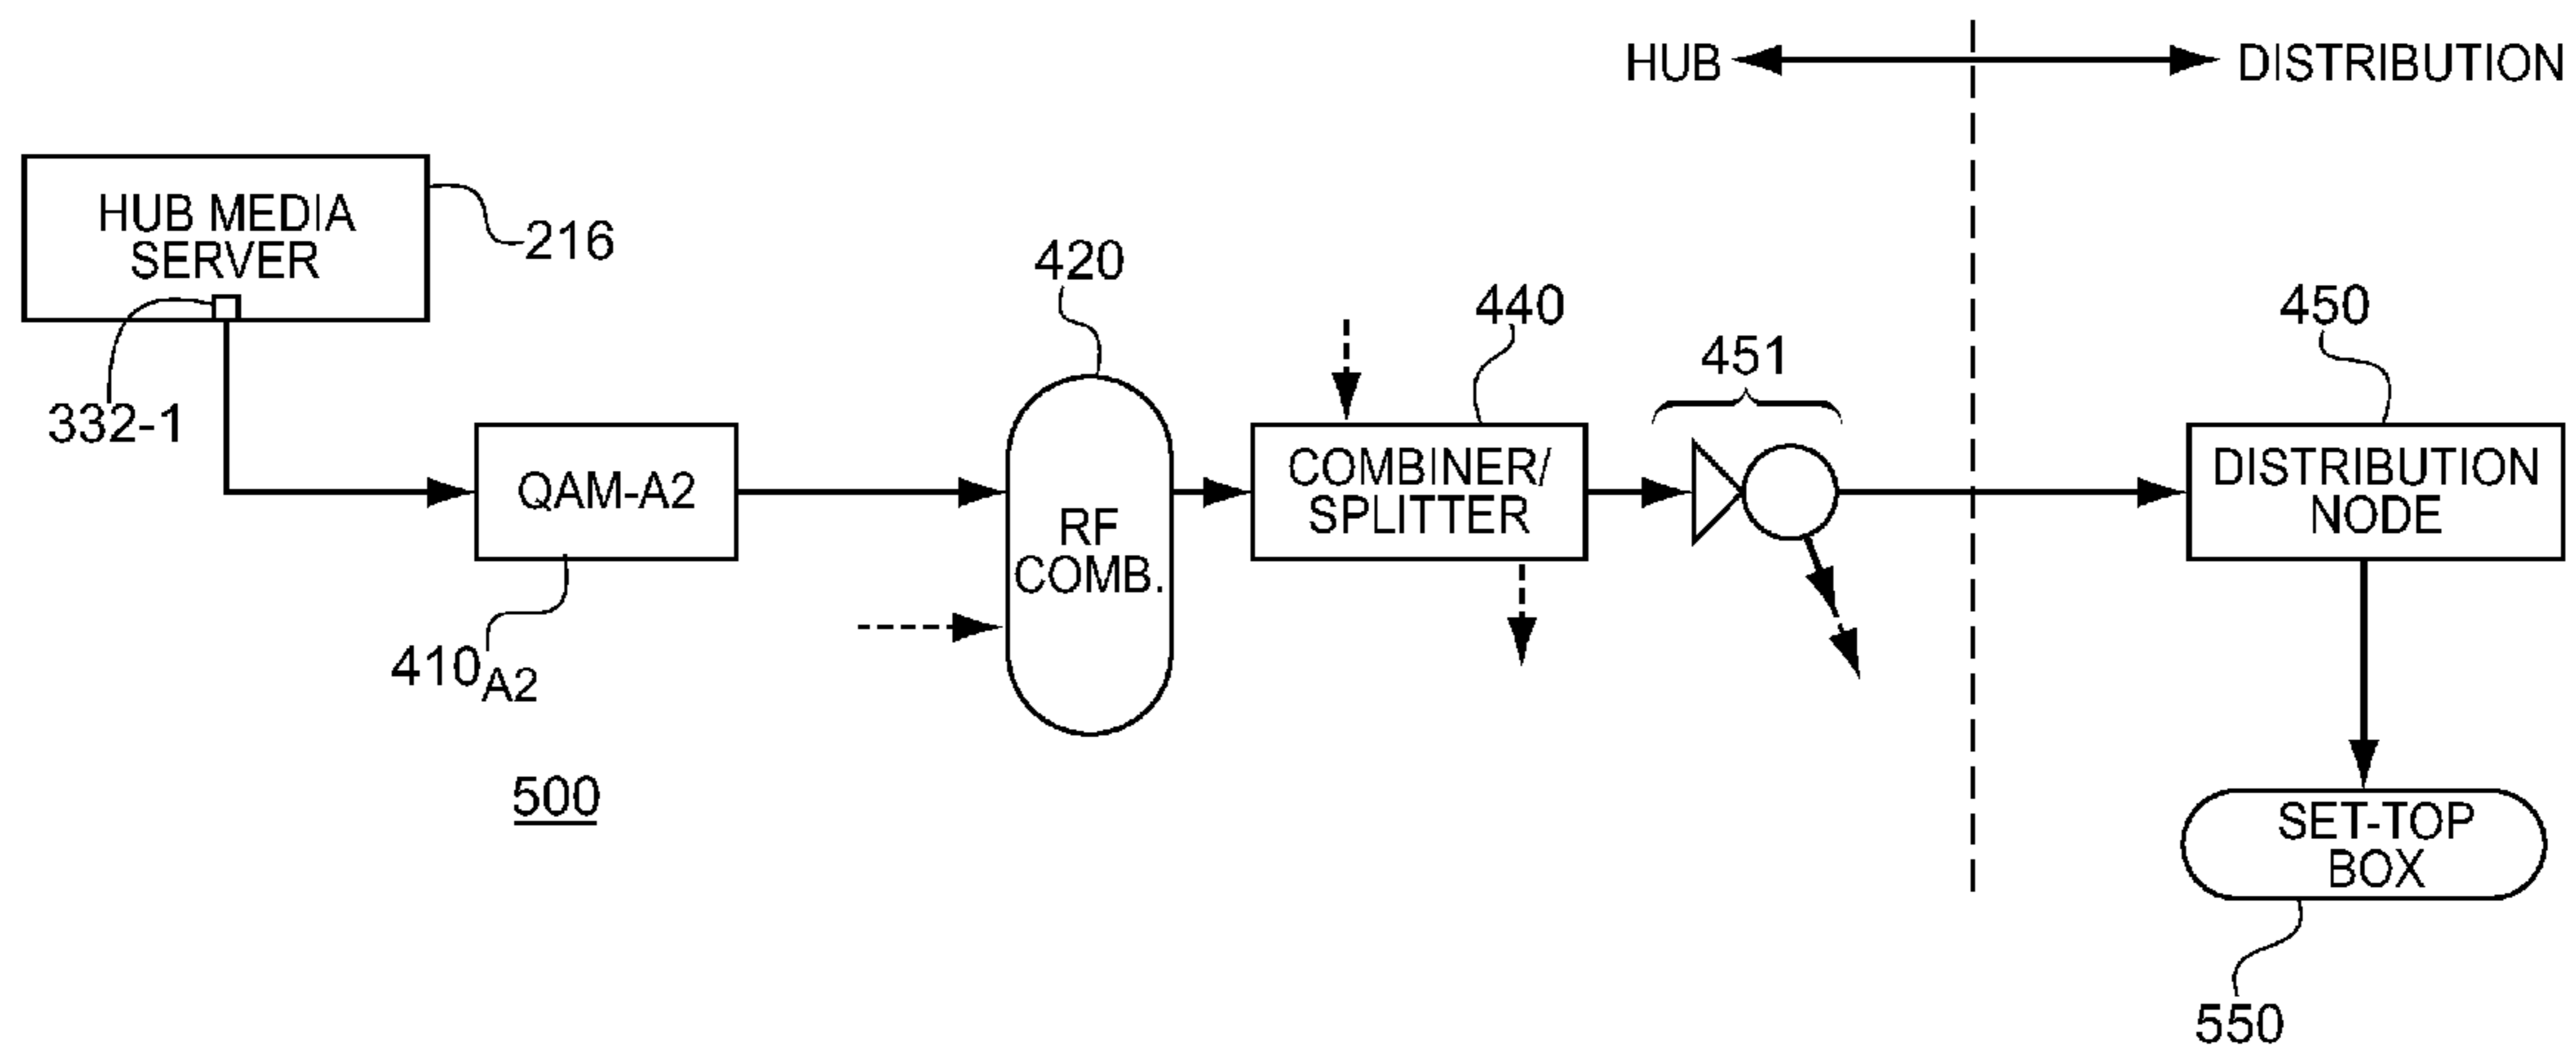 HUB
DISTRIBUTION
HUB MEDIA
SERVER
216
332-1
QAM-A2
410A2
420
RF
COMB.
440
COMBINER/
SPLITTER
451
450
DISTRIBUTION
NODE
SET-TOP
BOX
550
500